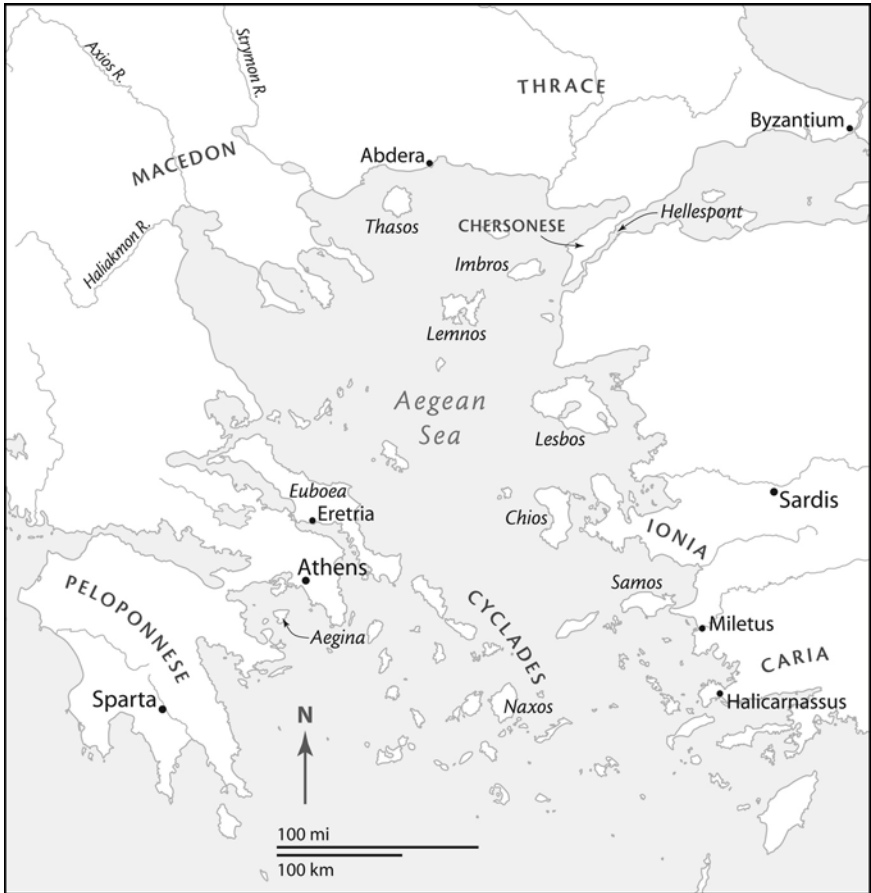 Axios R.
Strymon R.
THRACE
Byzantium
MACEDON
Abdera
Thasos
CHERSONESE
Hellespont
Haliakmon R.
Imbros
Lemnos
Aegean
Sea
Lesbos
Euboea
Eretria
Chios
Sardis
IONIA
Athens
Samos
PELOPONNESE
Aegina
CYCLADES
Miletus
CARIA
Sparta
Naxos
Halicarnassus
N
100 mi
100 km